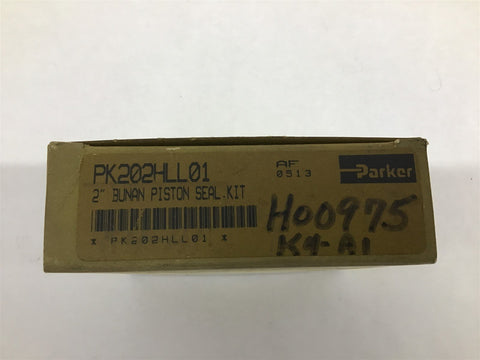 PK202HLL01
2" BUNAN PISTON SEAL.KIT
* PK202HLL01 *
AF
0513
Parker
H00975
K4-A1